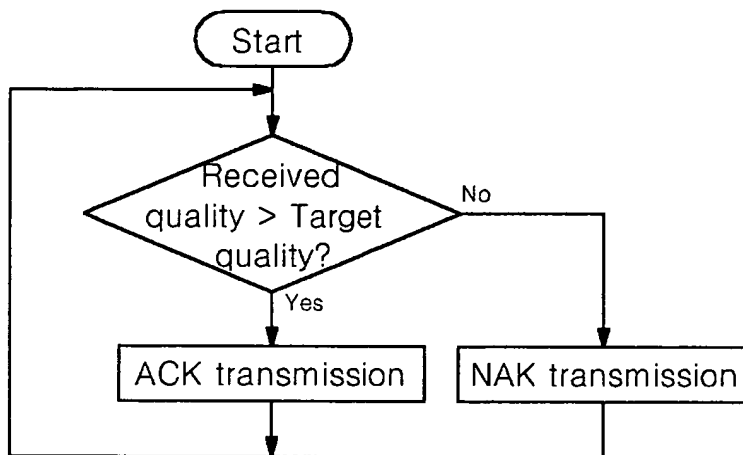 Start
Received
quality > Target
quality?
No
Yes
ACK transmission
NAK transmission